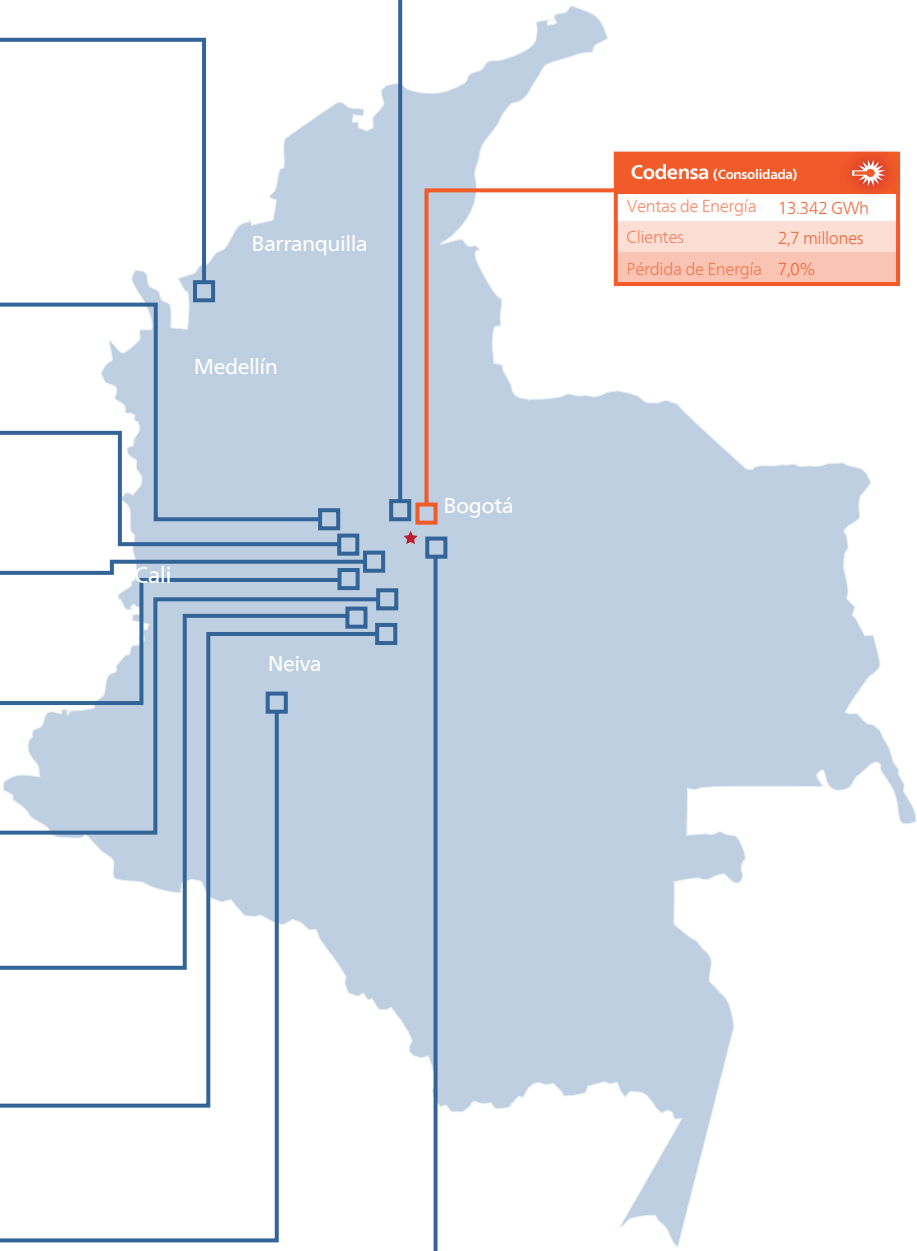 Codensa (Consolidada)
Ventas de Energía 13.342 GWh
Clientes 2,7 millones
Pérdida de Energía 7,0%
Barranquilla
Medellín
Bogotá
Cali
Neiva